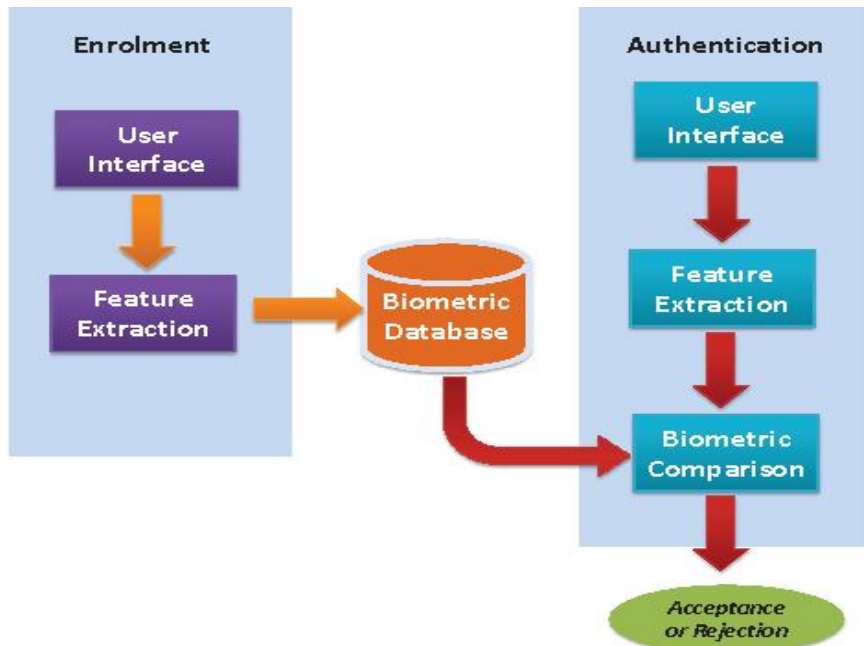 Enrolment
User
Interface
Feature
Extraction
Biometric
Database
Authentication
User
Interface
Feature
Extraction
Biometric
Comparison
Acceptance
or Rejection